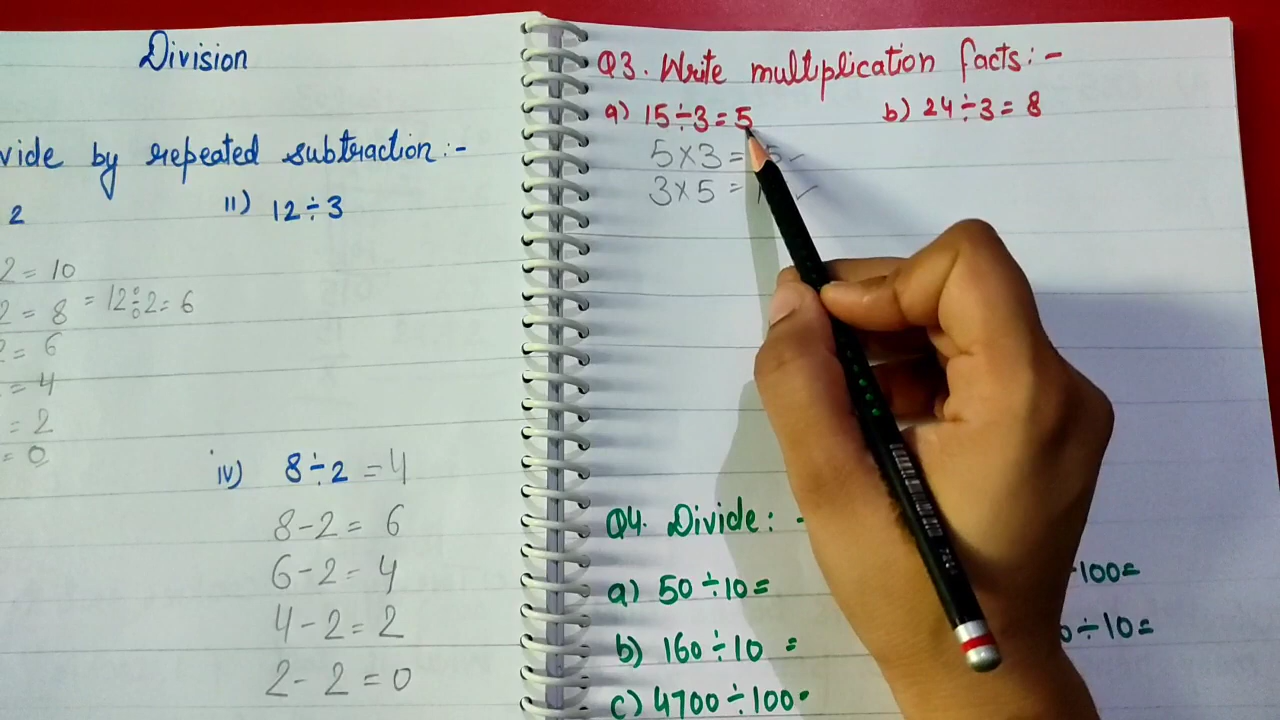 Division
vide by repeated subtraction:-
2
ii) 12÷3
2 = 10
2 = 8 = 12÷2= 6
2 = 6
= 4
= 2
= 0
iv) 8÷2 = 4
8-2 = 6
6-2 = 4
4-2 = 2
2-2 = 0
Q3. Write multiplication facts:-
a) 15÷3=5 b) 24÷3= 8
5×3 = 5 ✓
3×5 = 1 ✓
Q4. Divide: -
a) 50÷10= 100=
b) 160÷10 = ÷10=
c) 4700÷100